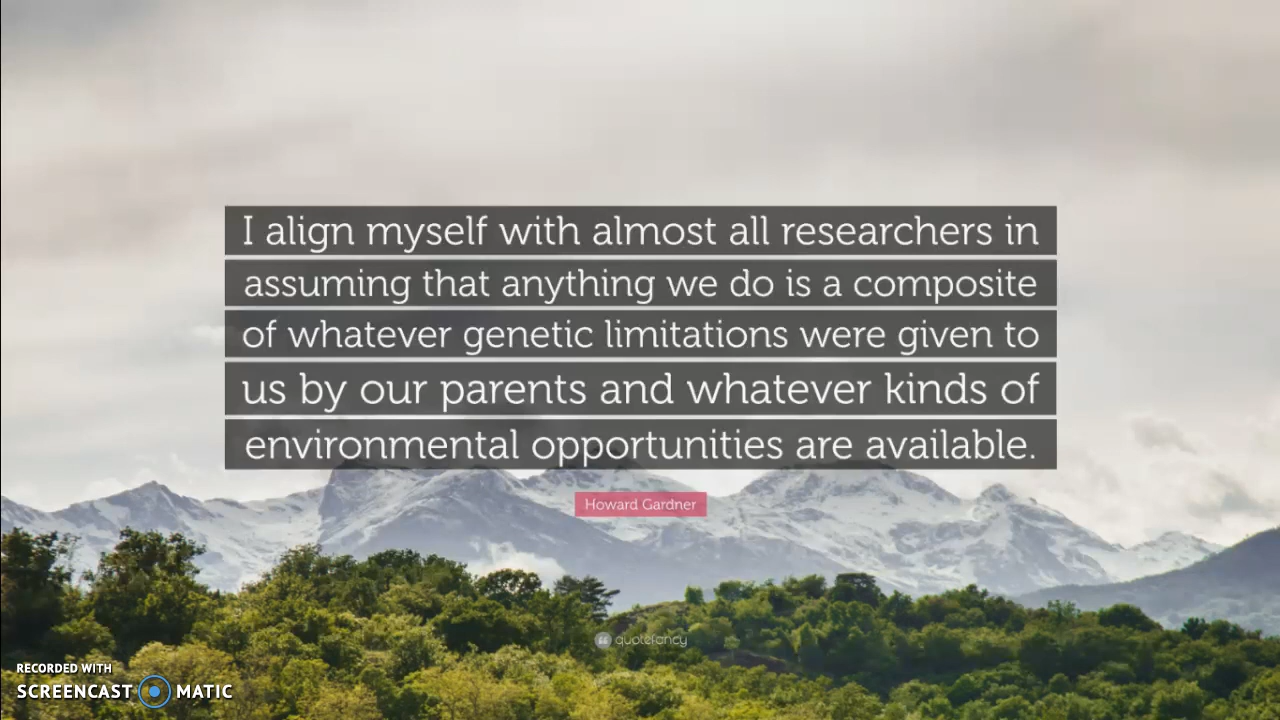 I align myself with almost all researchers in
assuming that anything we do is a composite
of whatever genetic limitations were given to
us by our parents and whatever kinds of
environmental opportunities are available.
Howard Gardner
quotefancy
RECORDED WITH
SCREENCAST MATIC